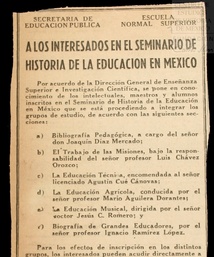 SECRETARIA DE EDUCACION PUBLICA
ESCUELA NORMAL SUPERIOR
A LOS INTERESADOS EN EL SEMINARIO DE
HISTORIA DE LA EDUCACION EN MEXICO
Por acuerdo de la Dirección General de Enseñanza
Superior e Investigación Científica, se pone en cono-
cimiento de los intelectuales, maestros y alumnos
inscritos en el Seminario de Historia de la Educación
en México que se está procediendo a integrar los
grupos de estudio, de acuerdo con las siguientes sec-
ciones:
a) Bibliografía Pedagógica, a cargo del señor
don Joaquín Díaz Mercado;
b) El Trabajo de las Misiones, bajo la respon-
sabilidad del señor profesor Luis Chávez
Orozco;
c) La Educación Técnica, encomendada al señor
licenciado Agustín Cué Cánovas;
d) La Educación Agrícola, conducida por el
señor profesor Mario Aguilera Dorantes;
e) La Educación Musical, dirigida por el señor
Jesús C. Romero; y
f) Biografía de Grandes Educadores, por el
señor profesor Ignacio Ramírez López.
Para los efectos de inscripción en los distintos
grupos, los interesados pueden acudir directamente a